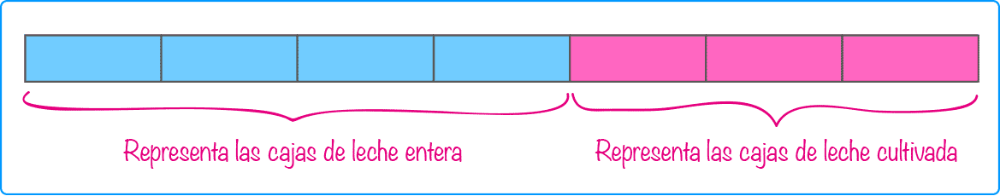 Representa las cajas de leche entera
Representa las cajas de leche cultivada